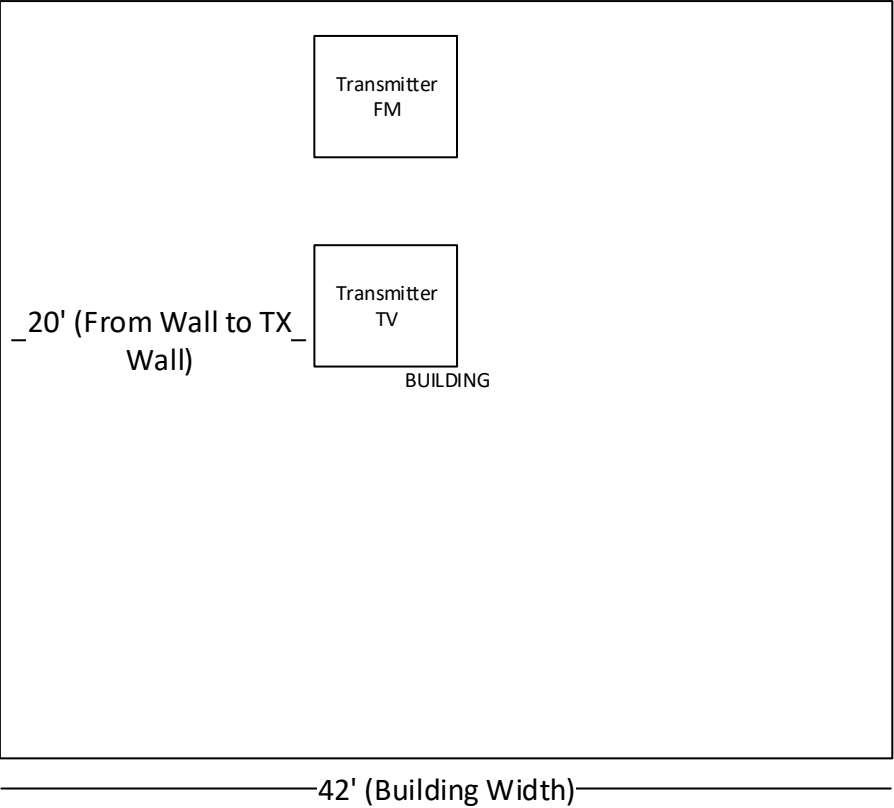 Transmitter
FM
Transmitter
TV
_20' (From Wall to TX_
Wall)
BUILDING
42' (Building Width)